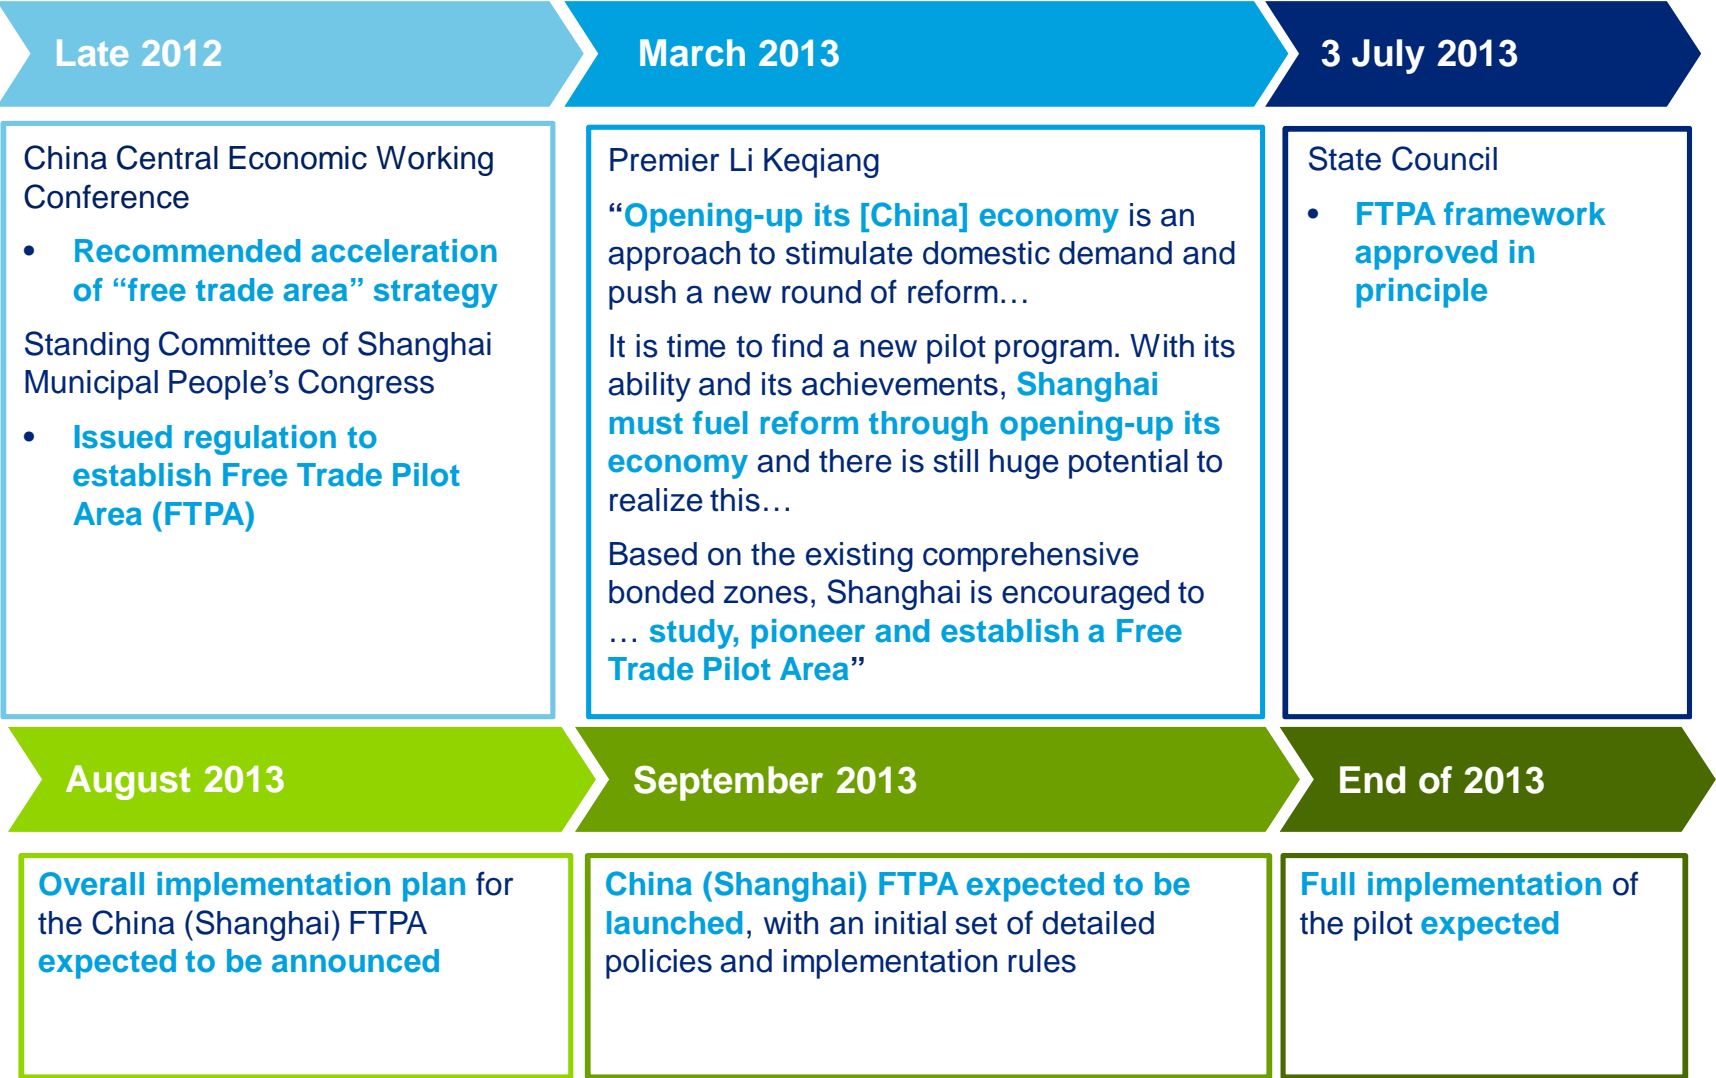 Late 2012
March 2013
3 July 2013
China Central Economic Working
Conference
• Recommended acceleration
of “free trade area” strategy
Standing Committee of Shanghai
Municipal People’s Congress
• Issued regulation to
establish Free Trade Pilot
Area (FTPA)
Premier Li Keqiang
“Opening-up its [China] economy is an
approach to stimulate domestic demand and
push a new round of reform…
It is time to find a new pilot program. With its
ability and its achievements, Shanghai
must fuel reform through opening-up its
economy and there is still huge potential to
realize this…
Based on the existing comprehensive
bonded zones, Shanghai is encouraged to
… study, pioneer and establish a Free
Trade Pilot Area”
State Council
• FTPA framework
approved in
principle
August 2013
September 2013
End of 2013
Overall implementation plan for
the China (Shanghai) FTPA
expected to be announced
China (Shanghai) FTPA expected to be
launched, with an initial set of detailed
policies and implementation rules
Full implementation of
the pilot expected